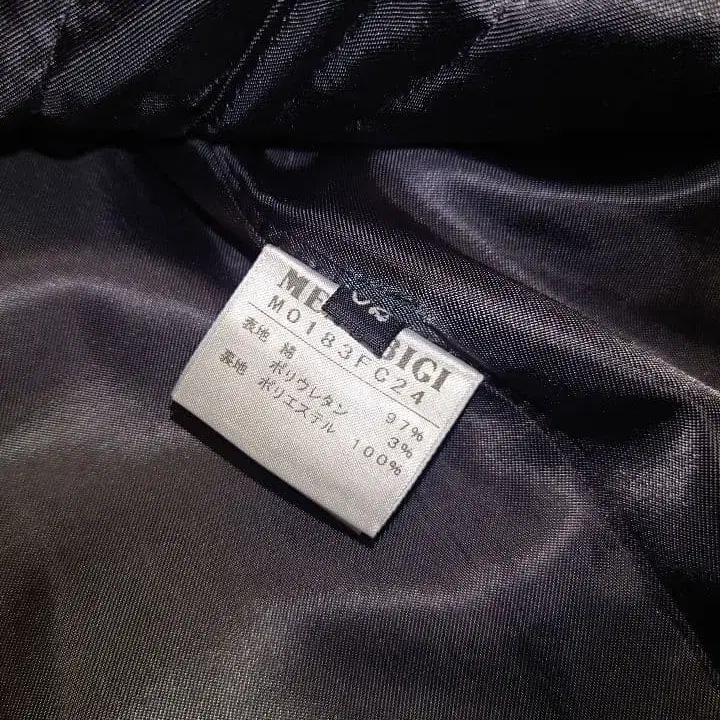 ME BIGI
M0183FC24
表地 綿 97%
ポリウレタン 3%
裏地 ポリエステル 100%